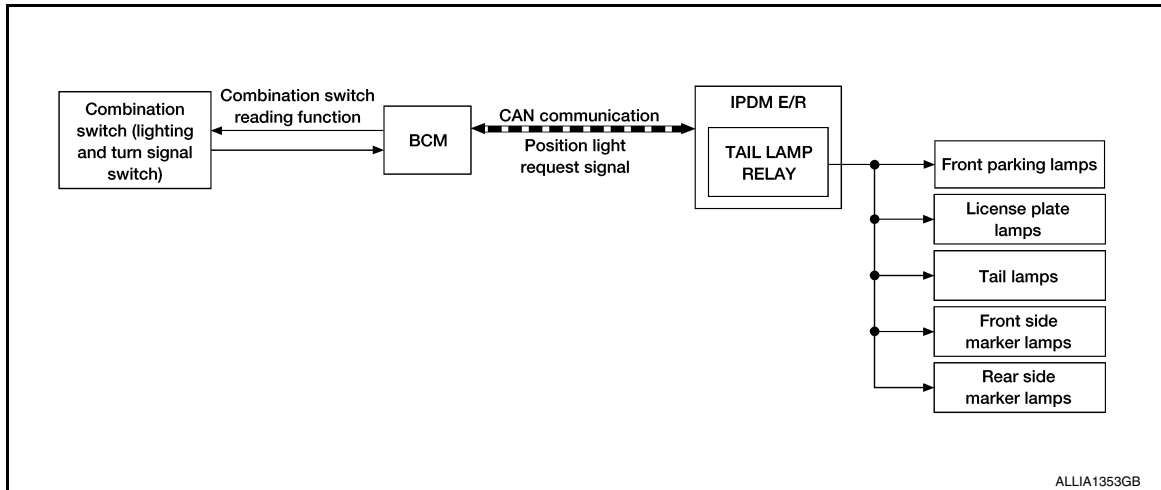 Combination
switch (lighting
and turn signal
switch)
Combination switch
reading function
BCM
CAN communication
Position light
request signal
IPDM E/R
TAIL LAMP
RELAY
Front parking lamps
License plate
lamps
Tail lamps
Front side
marker lamps
Rear side
marker lamps
ALLIA1353GB